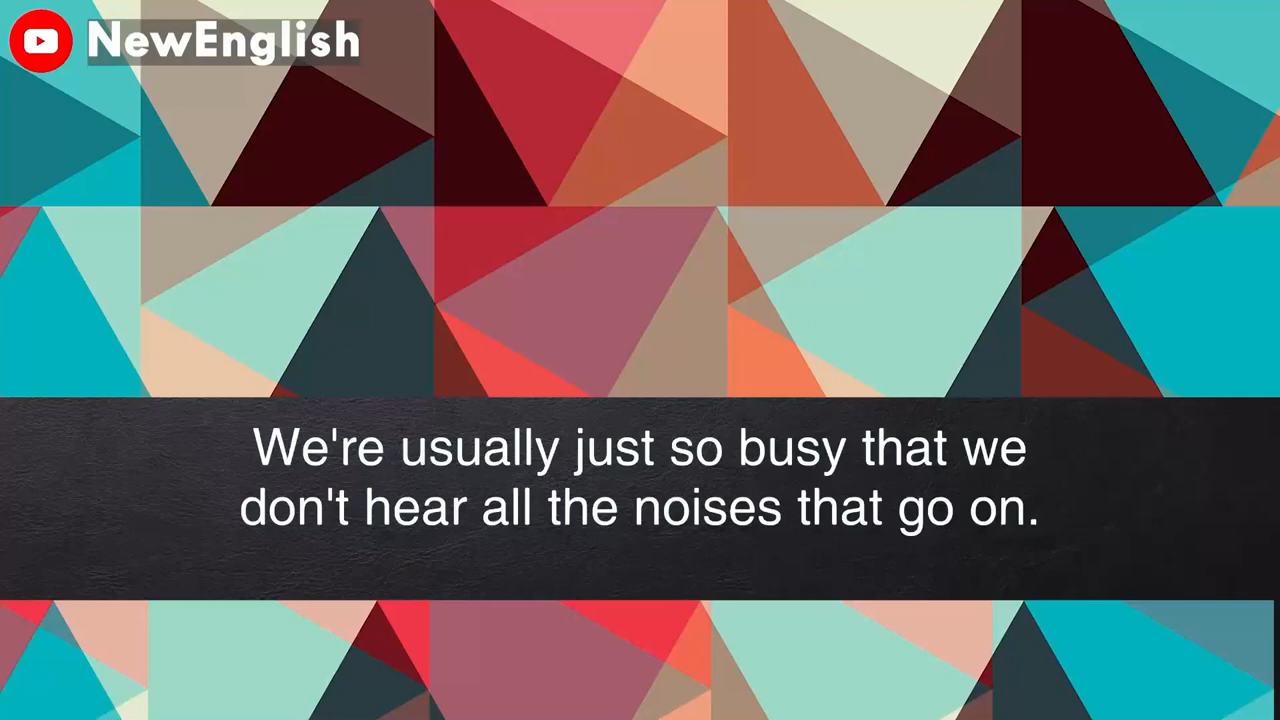 NewEnglish
We're usually just so busy that we
don't hear all the noises that go on.